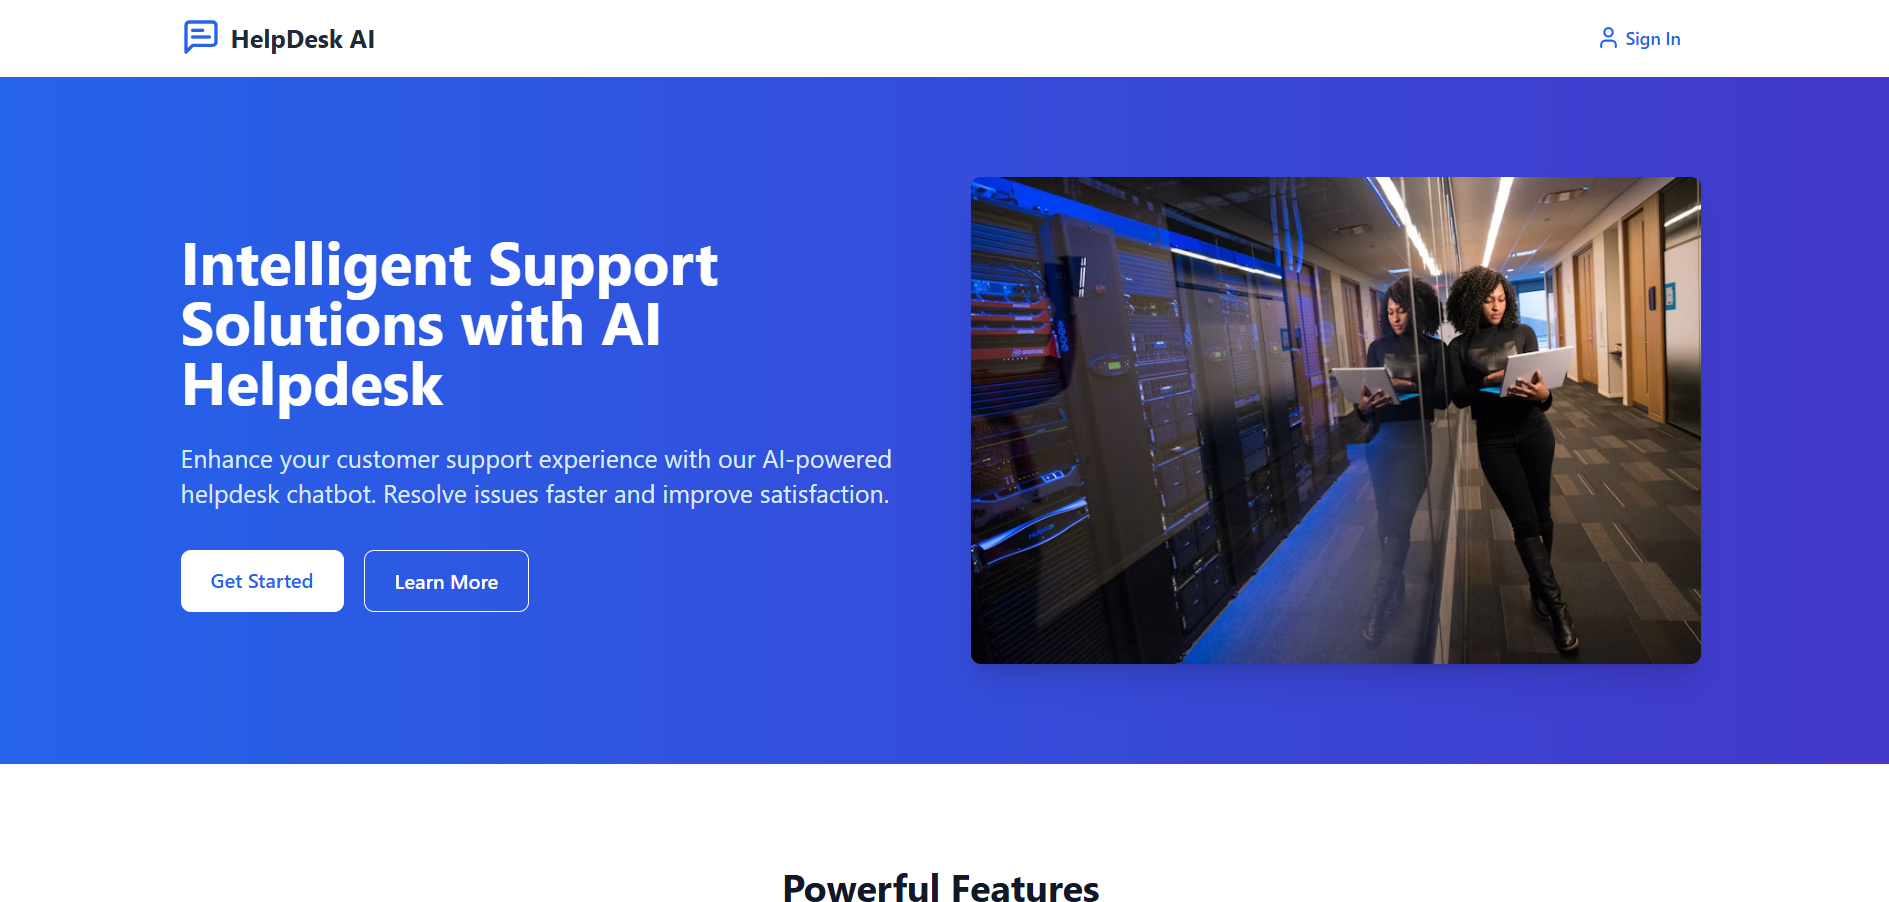 HelpDesk AI
Sign In
Intelligent Support
Solutions with AI
Helpdesk
Enhance your customer support experience with our AI-powered
helpdesk chatbot. Resolve issues faster and improve satisfaction.
Get Started
Learn More
Powerful Features